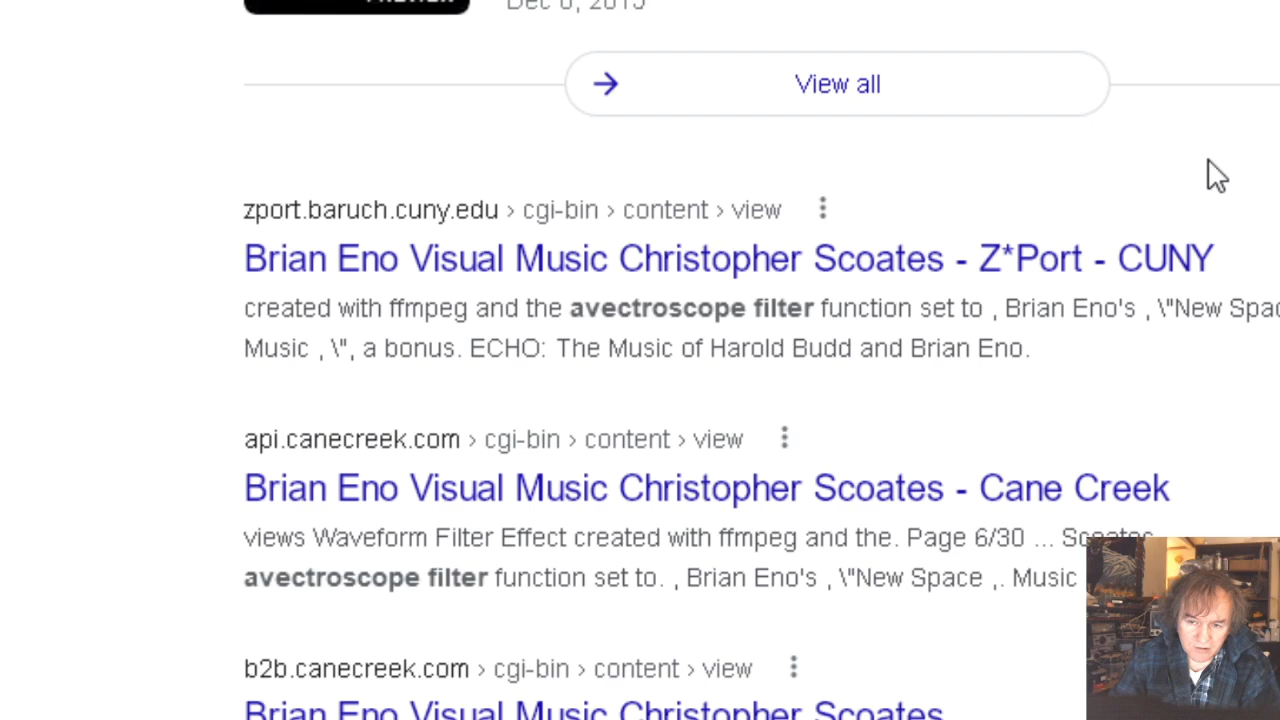 Dec 6, 2015
View all
zport.baruch.cuny.edu › cgi-bin › content › view
Brian Eno Visual Music Christopher Scoates - Z*Port - CUNY
created with ffmpeg and the avectroscope filter function set to , Brian Eno's , \"New Spac
Music , \", a bonus. ECHO: The Music of Harold Budd and Brian Eno.
api.canecreek.com › cgi-bin › content › view
Brian Eno Visual Music Christopher Scoates - Cane Creek
views Waveform Filter Effect created with ffmpeg and the. Page 6/30 ... Scoates
avectroscope filter function set to. , Brian Eno's , \"New Space ,. Music
b2b.canecreek.com › cgi-bin › content › view
Brian Eno Visual Music Christopher Scoates